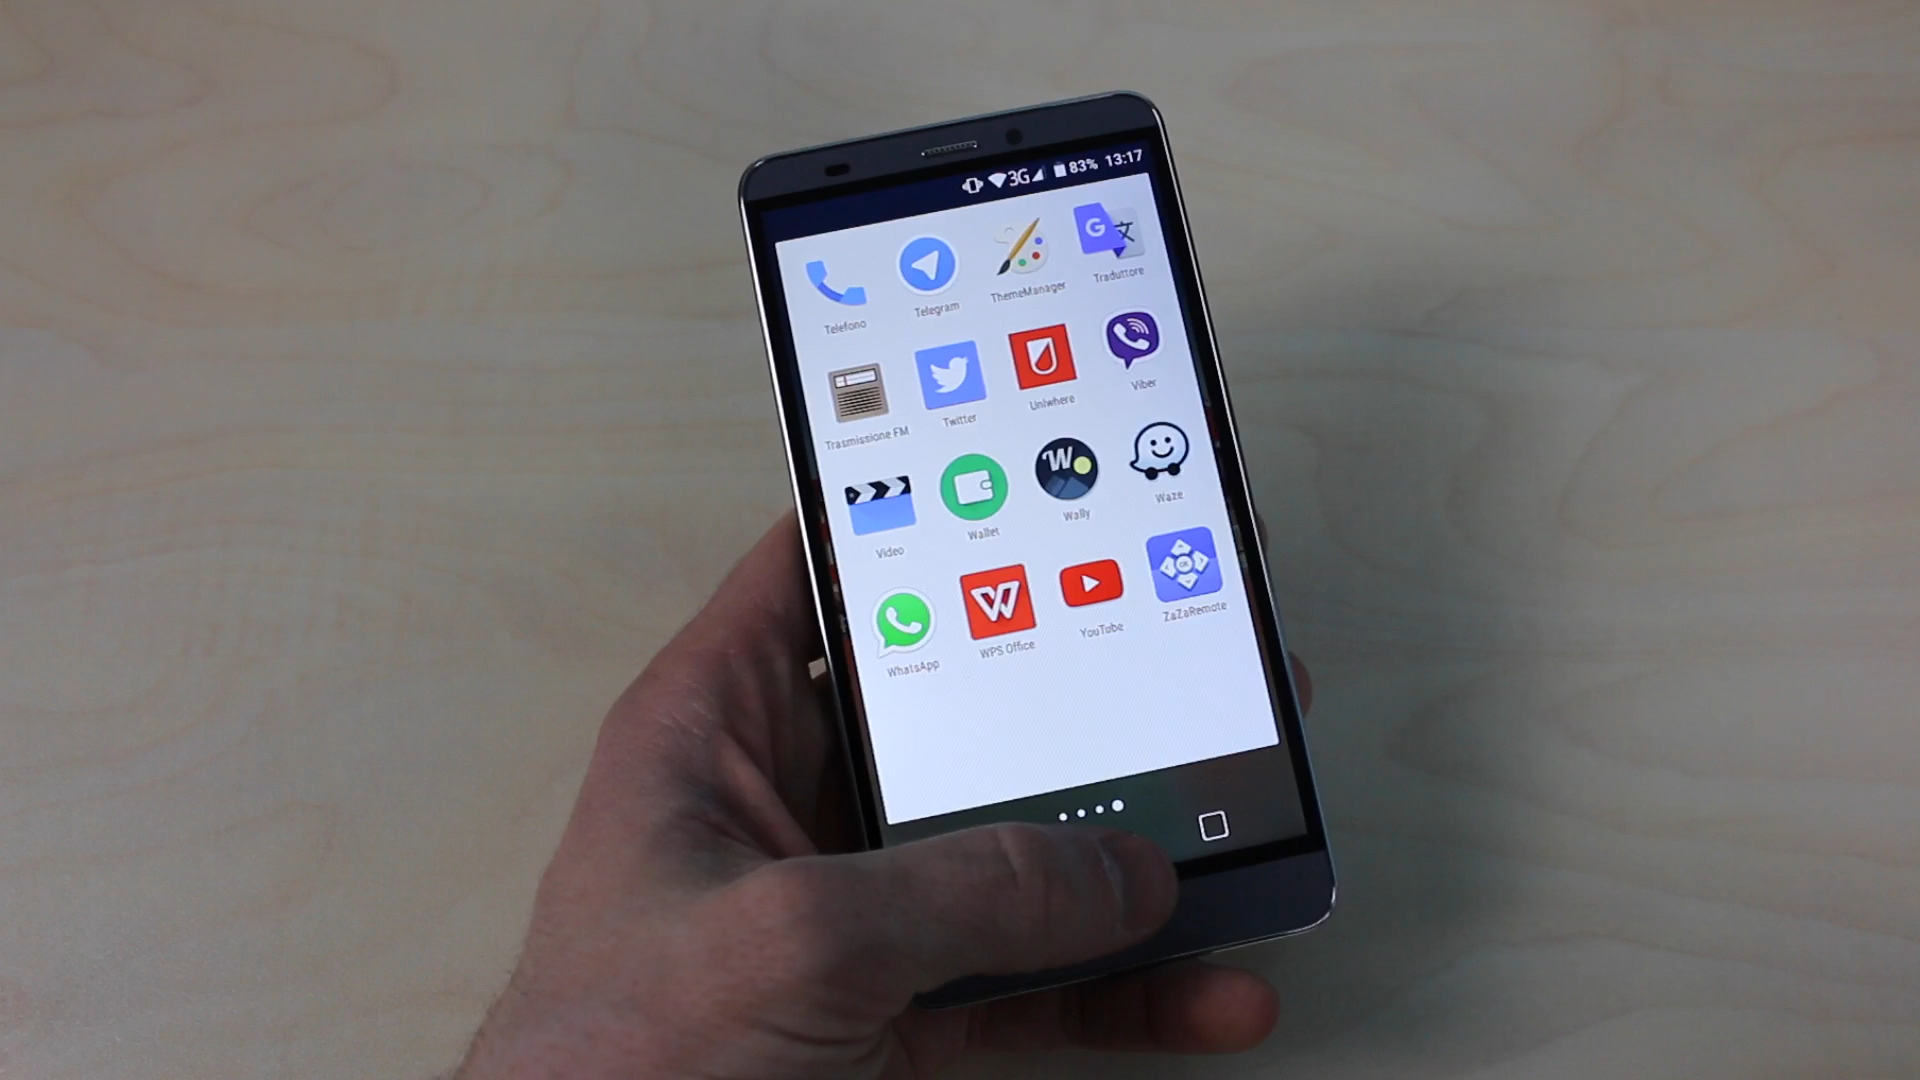 3G 83% 13:17
Telefono Telegram ThemeManager Traduttore
Trasmissione FM Twitter Uniwhere Viber
Video Wallet Wally Waze
WhatsApp WPS Office YouTube ZaZaRemote